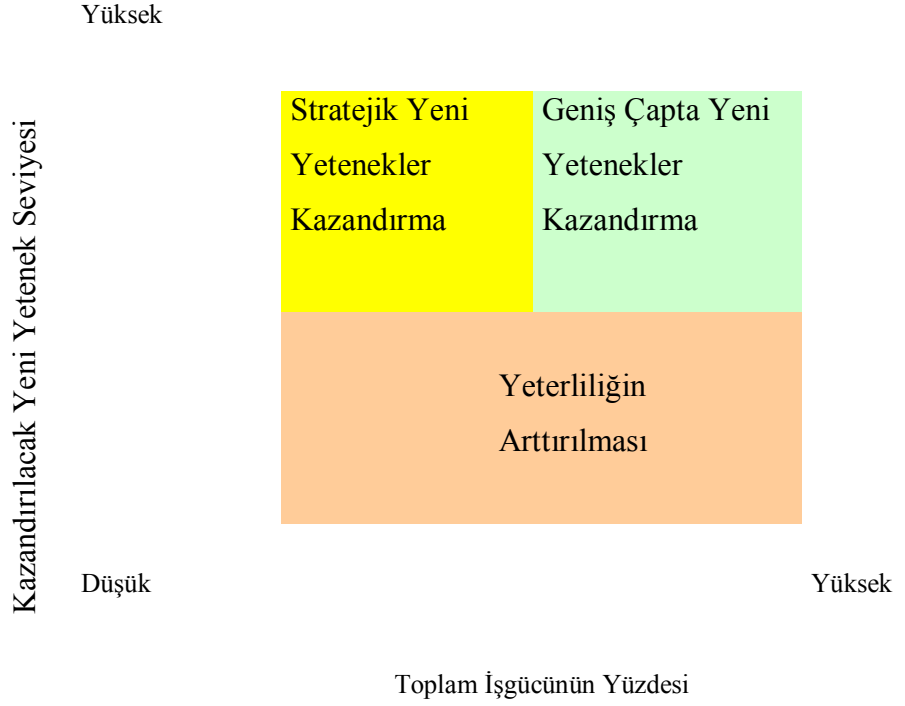 Yüksek
Kazandırılacak Yeni Yetenek Seviyesi
Stratejik Yeni
Yetenekler
Kazandırma
Geniş Çapta Yeni
Yetenekler
Kazandırma
Yeterliliğin
Arttırılması
Düşük
Yüksek
Toplam İşgücünün Yüzdesi